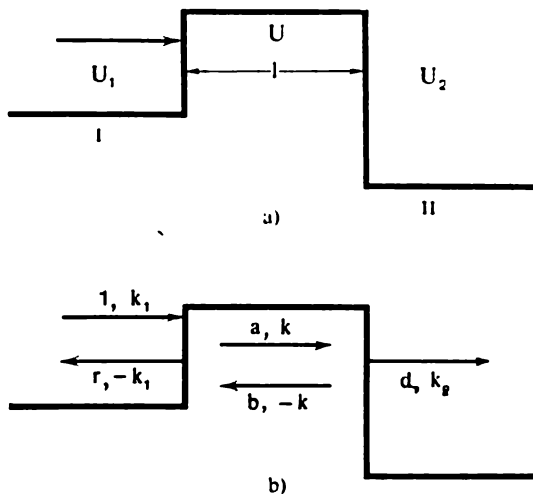 U
U₁ l U₂
I
II
a)
1, k₁
a, k
r, -k₁ d, k₂
b, -k
b)